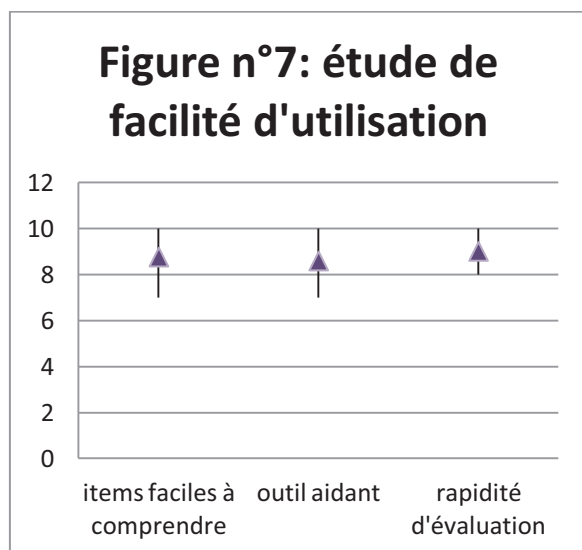 Figure n°7: étude de
facilité d'utilisation
12
10
8
6
4
2
0
items faciles à
comprendre
outil aidant
rapidité
d'évaluation